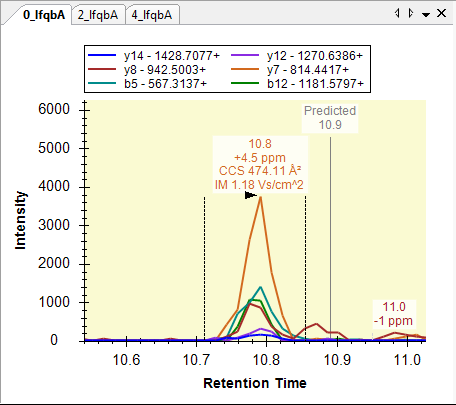 0_lfqbA 2_lfqbA 4_lfqbA
y14 - 1428.7077+ y12 - 1270.6386+
y8 - 942.5003+ y7 - 814.4417+
b5 - 567.3137+ b12 - 1181.5797+
6000
Predicted
10.9
5000
10.8
+4.5 ppm
CCS 474.11 Å²
IM 1.18 Vs/cm^2
4000
3000
2000
1000
11.0
-1 ppm
0
Intensity
10.6 10.7 10.8 10.9 11.0
Retention Time